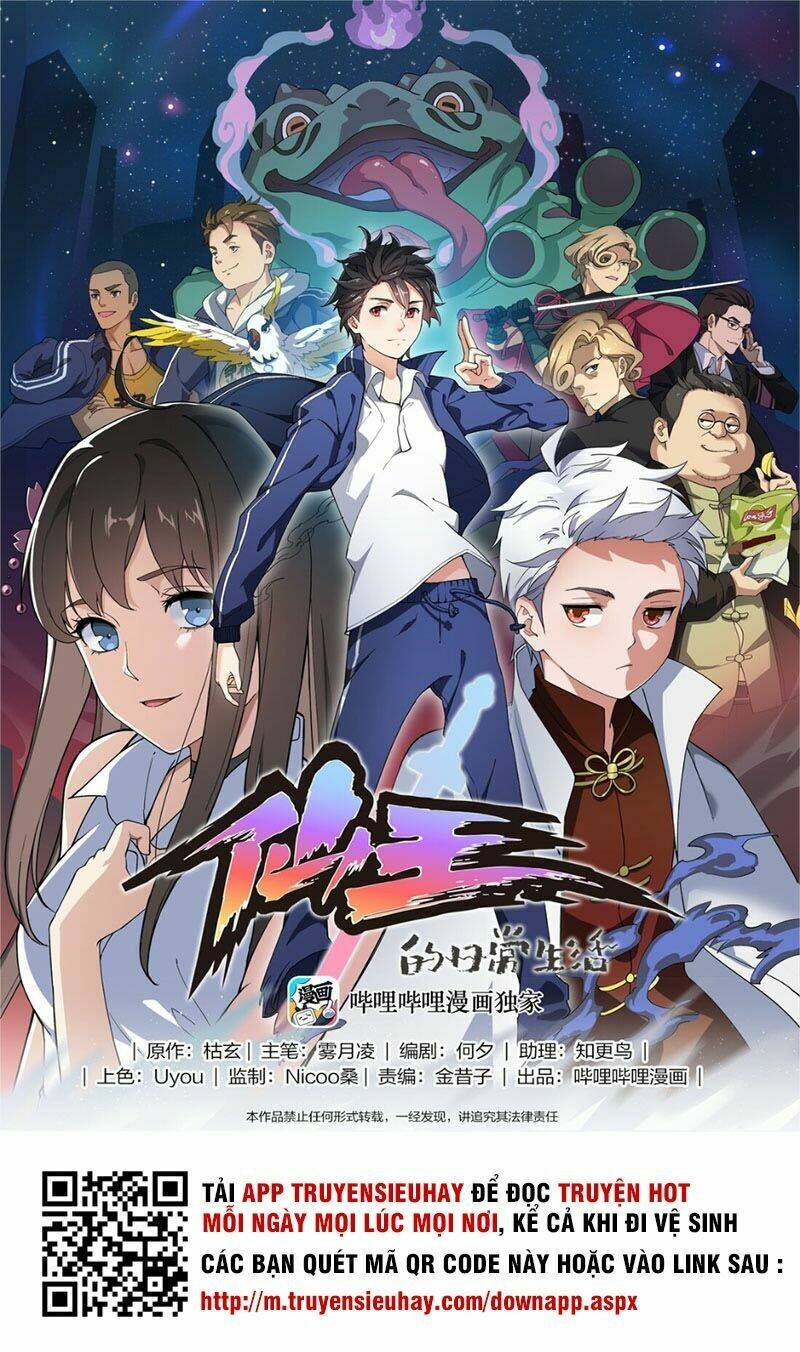 仙王
的日常生活
漫画
哔哩哔哩漫画独家
| 原作：枯玄 | 主笔：雾月凌 | 编剧：何夕 | 助理：知更鸟 |
| 上色：Uyou | 监制：Nicoo桑 | 责编：金昔子 | 出品：哔哩哔哩漫画 |
本作品禁止任何形式转载，一经发现，讲追究其法律责任
TẢI APP TRUYENSIEUHAY ĐỂ ĐỌC TRUYỆN HOT
MỖI NGÀY MỌI LÚC MỌI NƠI, KỂ CẢ KHI ĐI VỆ SINH
CÁC BẠN QUÉT MÃ QR CODE NÀY HOẶC VÀO LINK SAU :
http://m.truyensieuhay.com/downapp.aspx